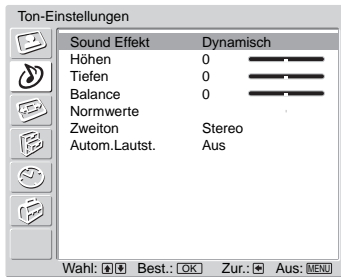 Ton-Einstellungen
Sound Effekt Dynamisch
Höhen 0
Tiefen 0
Balance 0
Normwerte
Zweiton Stereo
Autom.Lautst. Aus
Wahl: Best.: OK Zur.: Aus: MENU